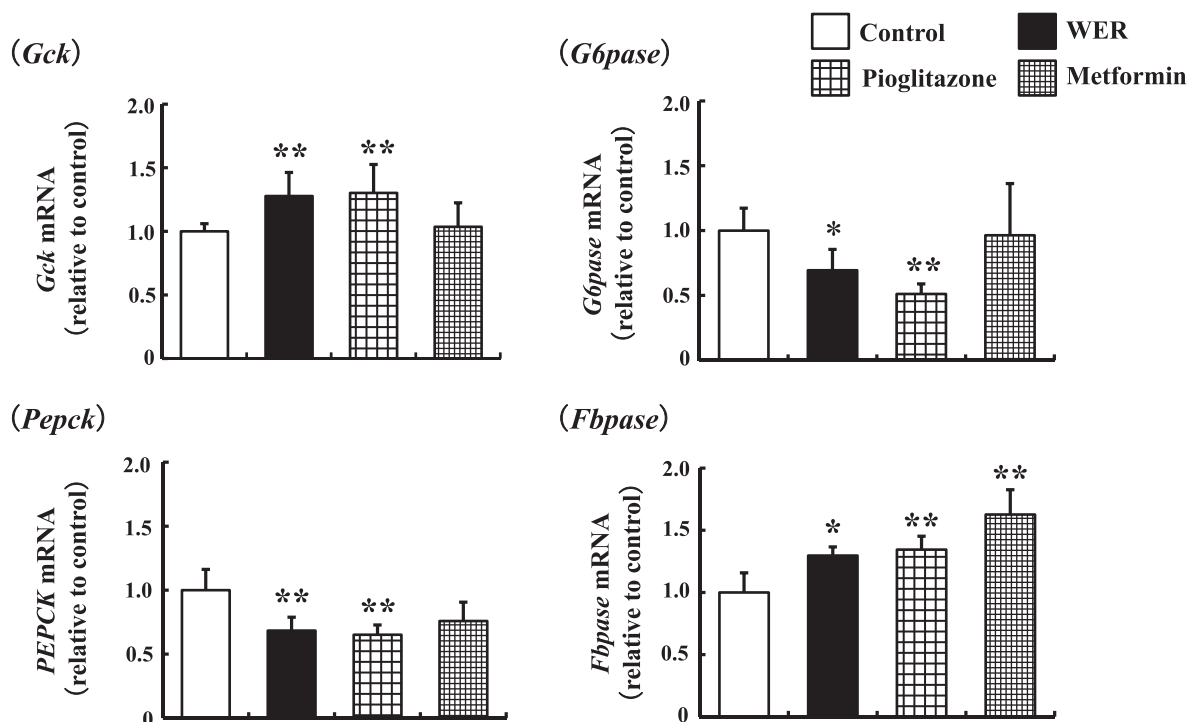 (Gck)
(G6pase)
Control
WER
Pioglitazone
Metformin
Gck mRNA
(relative to control)
2.0
1.5
1.0
0.5
0
**
**
G6pase mRNA
(relative to control)
2.0
1.5
1.0
0.5
0
*
**
(Pepck)
(Fbpase)
PEPCK mRNA
(relative to control)
2.0
1.5
1.0
0.5
0
**
**
Fbpase mRNA
(relative to control)
2.0
1.5
1.0
0.5
0
*
**
**